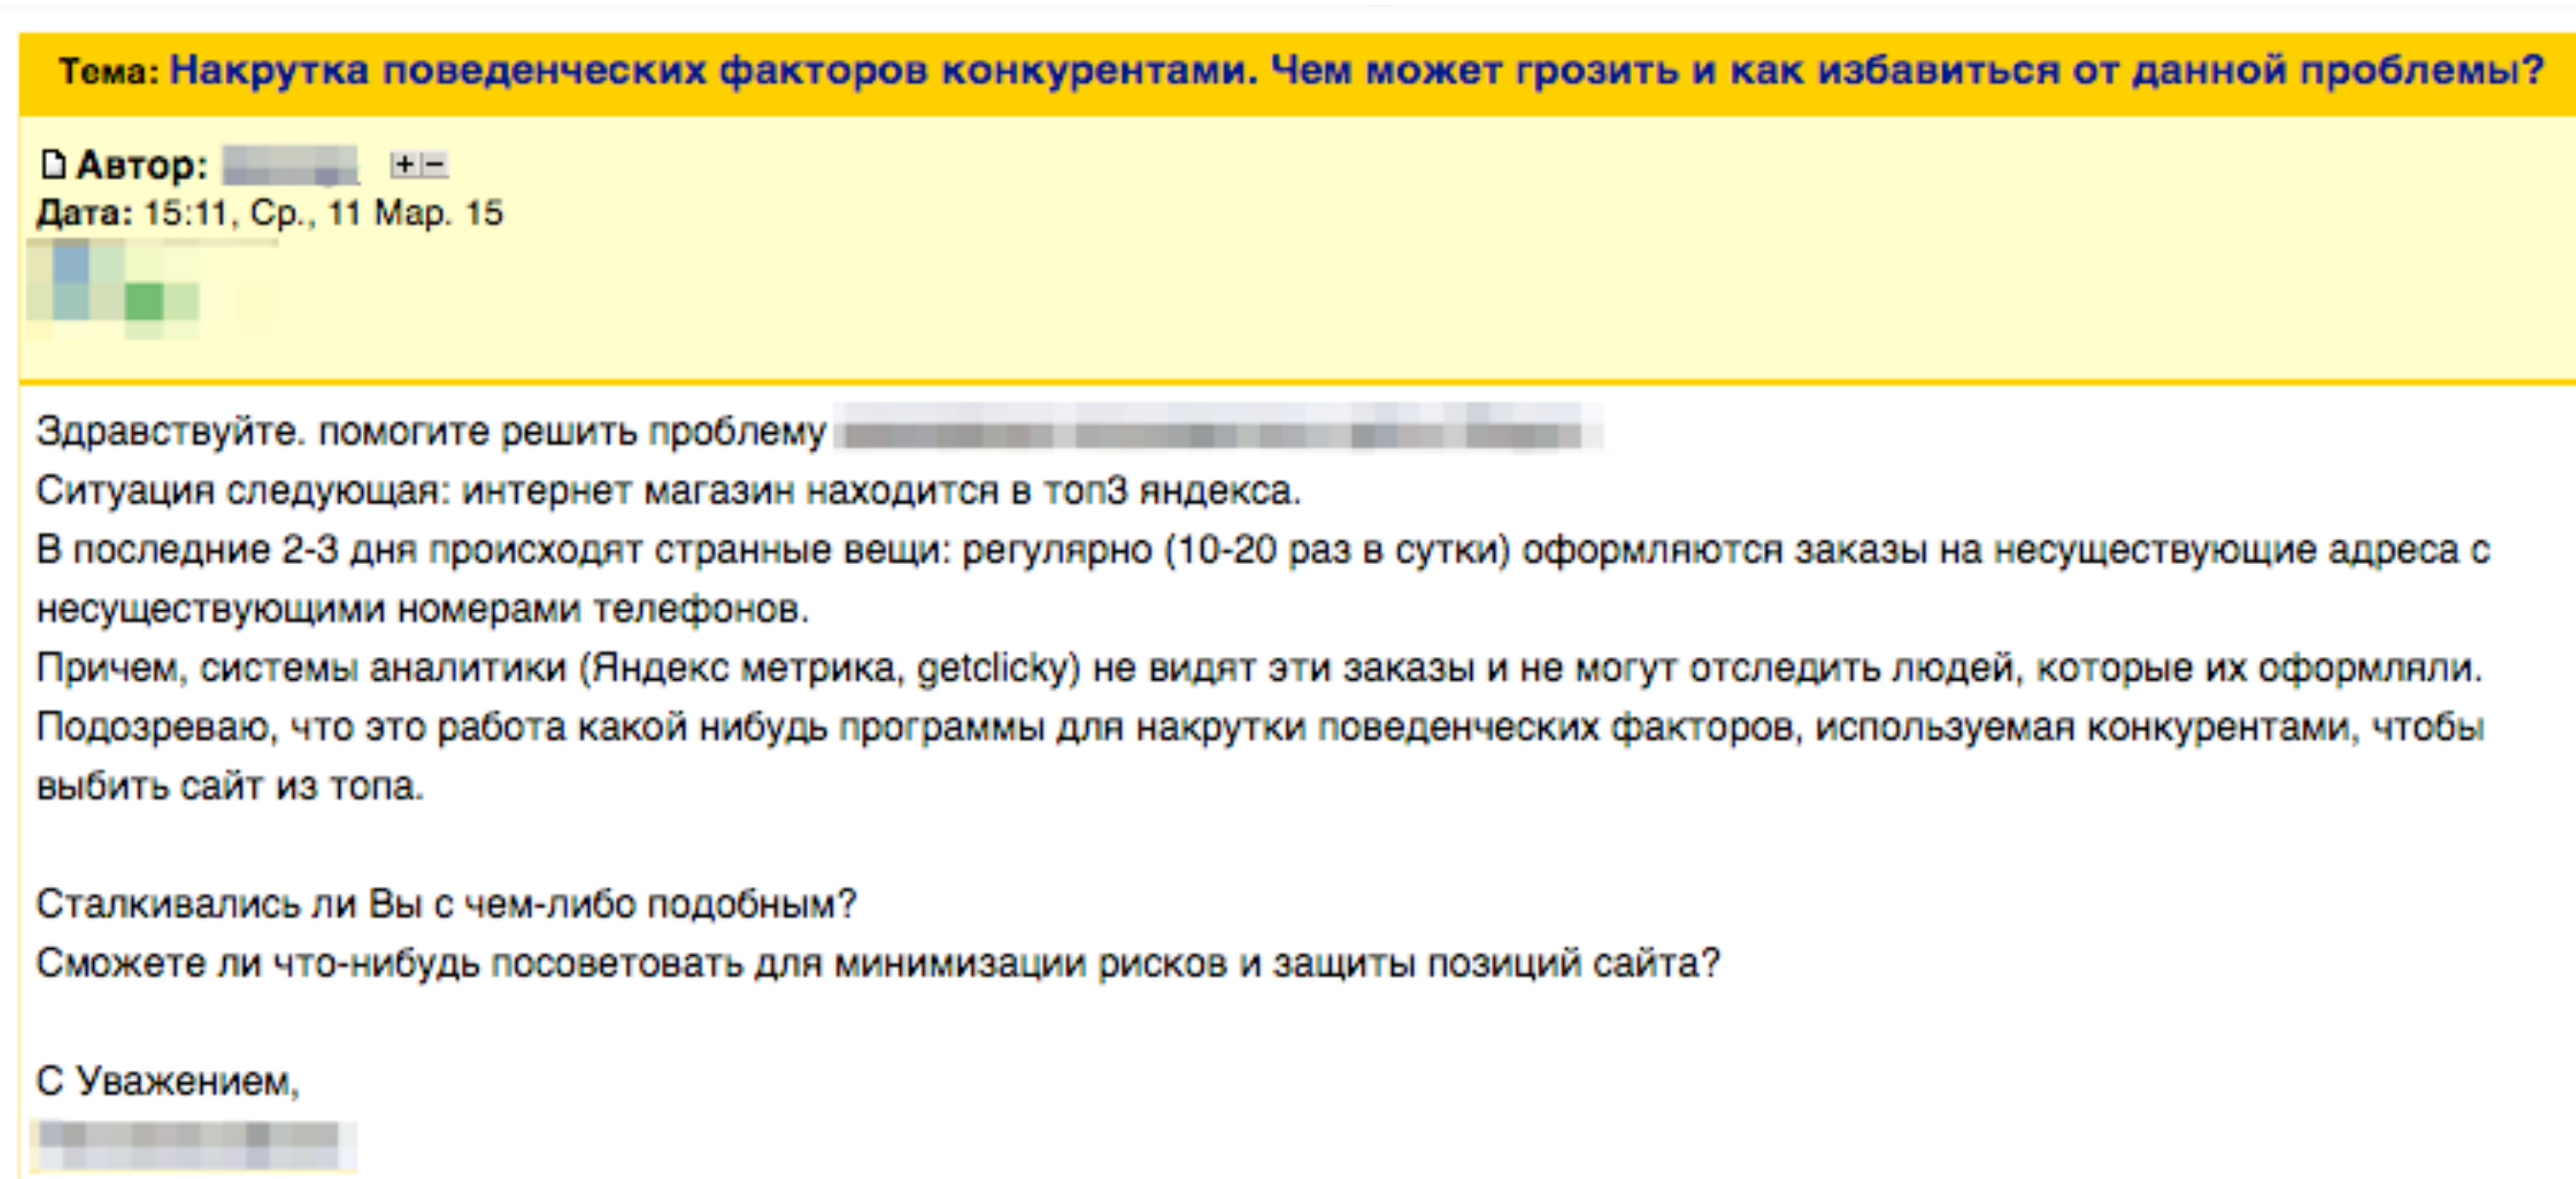 Тема: Накрутка поведенческих факторов конкурентами. Чем может грозить и как избавиться от данной проблемы?
Автор: + −
Дата: 15:11, Ср., 11 Мар. 15
Здравствуйте. помогите решить проблему
Ситуация следующая: интернет магазин находится в топ3 яндекса.
В последние 2-3 дня происходят странные вещи: регулярно (10-20 раз в сутки) оформляются заказы на несуществующие адреса с
несуществующими номерами телефонов.
Причем, системы аналитики (Яндекс метрика, getclicky) не видят эти заказы и не могут отследить людей, которые их оформляли.
Подозреваю, что это работа какой нибудь программы для накрутки поведенческих факторов, используемая конкурентами, чтобы
выбить сайт из топа.
Сталкивались ли Вы с чем-либо подобным?
Сможете ли что-нибудь посоветовать для минимизации рисков и защиты позиций сайта?
С Уважением,